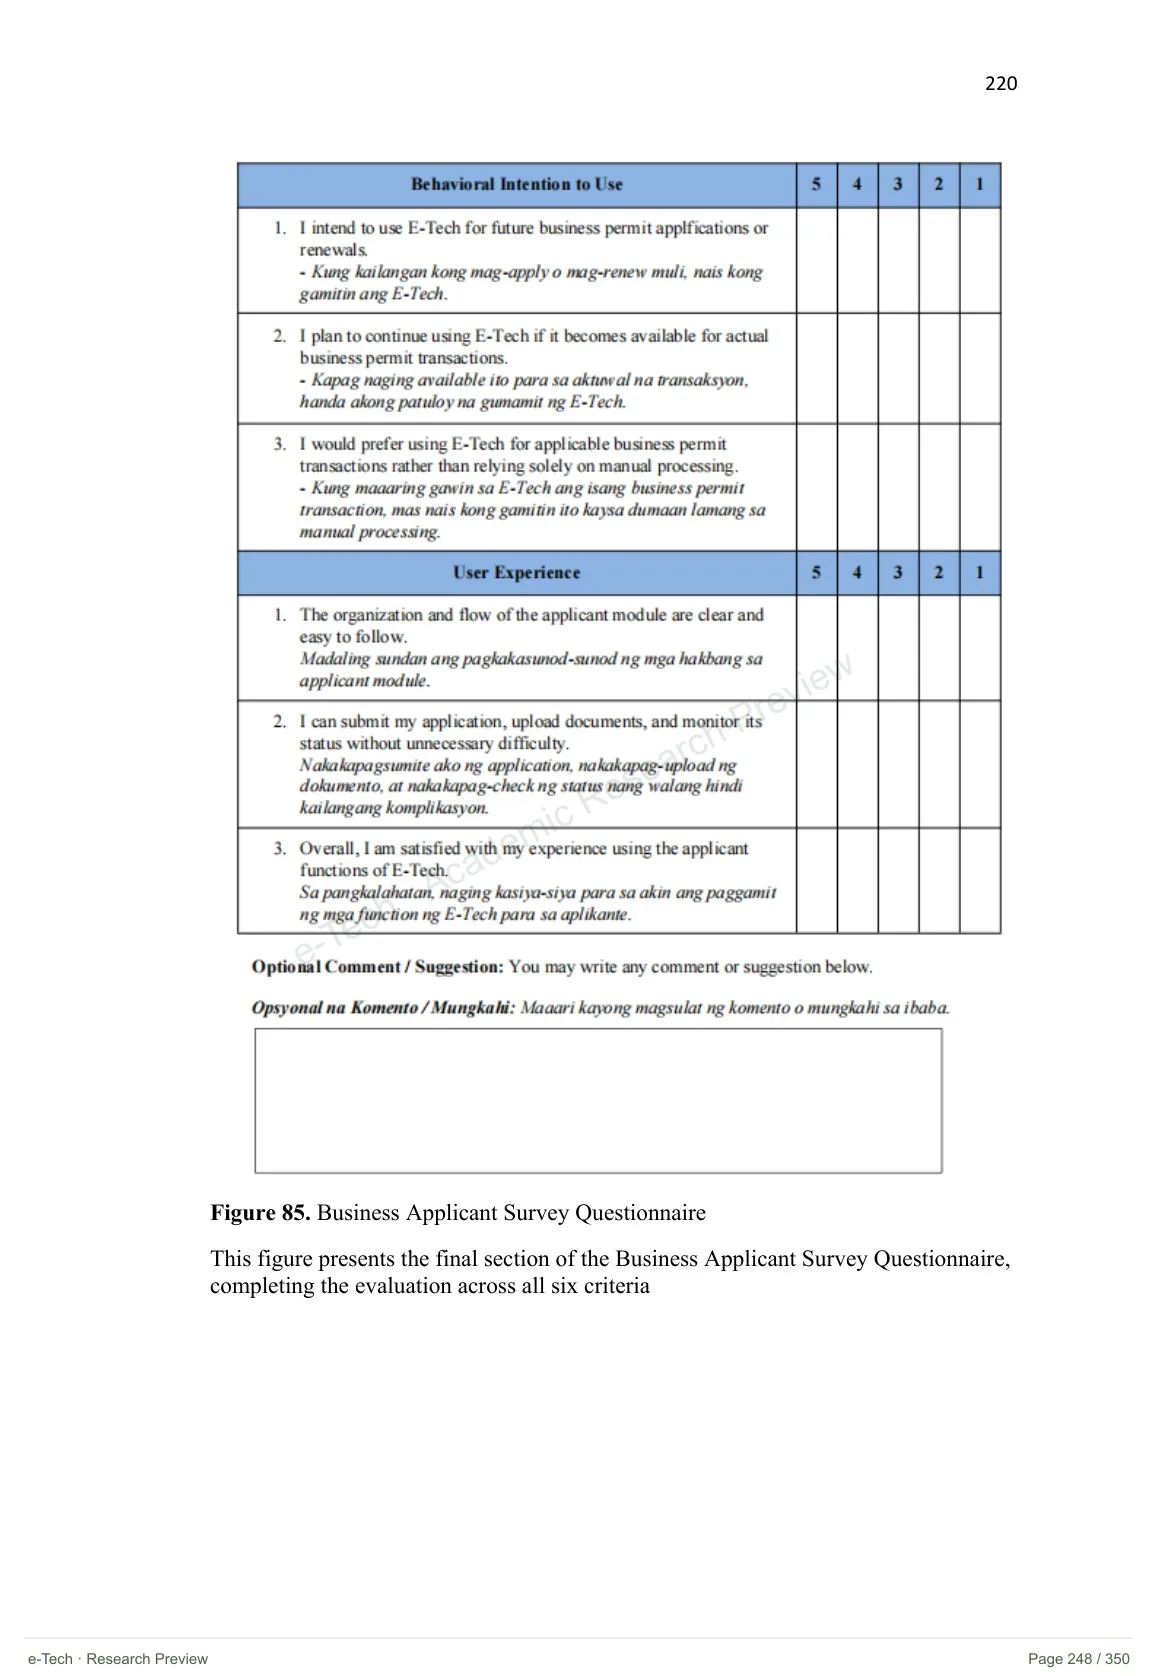 220
Behavioral Intention to Use 5 4 3 2 1
1. I intend to use E-Tech for future business permit applfications or
renewals.
- Kung kailangan kong mag-apply o mag-renew muli, nais kong
gamitin ang E-Tech.
2. I plan to continue using E-Tech if it becomes available for actual
business permit transactions.
- Kapag naging available ito para sa aktuwal na transaksyon,
handa akong patuloy na gumamit ng E-Tech.
3. I would prefer using E-Tech for applicable business permit
transactions rather than relying solely on manual processing.
- Kung maaaring gawin sa E-Tech ang isang business permit
transaction, mas nais kong gamitin ito kaysa dumaan lamang sa
manual processing.
User Experience 5 4 3 2 1
1. The organization and flow of the applicant module are clear and
easy to follow.
Madaling sundan ang pagkakasunod-sunod ng mga hakbang sa
applicant module.
2. I can submit my application, upload documents, and monitor its
status without unnecessary difficulty.
Nakakapagsumite ako ng application, nakakapag-upload ng
dokumento, at nakakapag-check ng status nang walang hindi
kailangang komplikasyon.
3. Overall, I am satisfied with my experience using the applicant
functions of E-Tech.
Sa pangkalahatan, naging kasiya-siya para sa akin ang paggamit
ng mga function ng E-Tech para sa aplikante.
e-Tech · Academic Research Preview
Optional Comment / Suggestion: You may write any comment or suggestion below.
Opsyonal na Komento / Mungkahi: Maaari kayong magsulat ng komento o mungkahi sa ibaba.
Figure 85. Business Applicant Survey Questionnaire
This figure presents the final section of the Business Applicant Survey Questionnaire,
completing the evaluation across all six criteria
e-Tech · Research Preview
Page 248 / 350